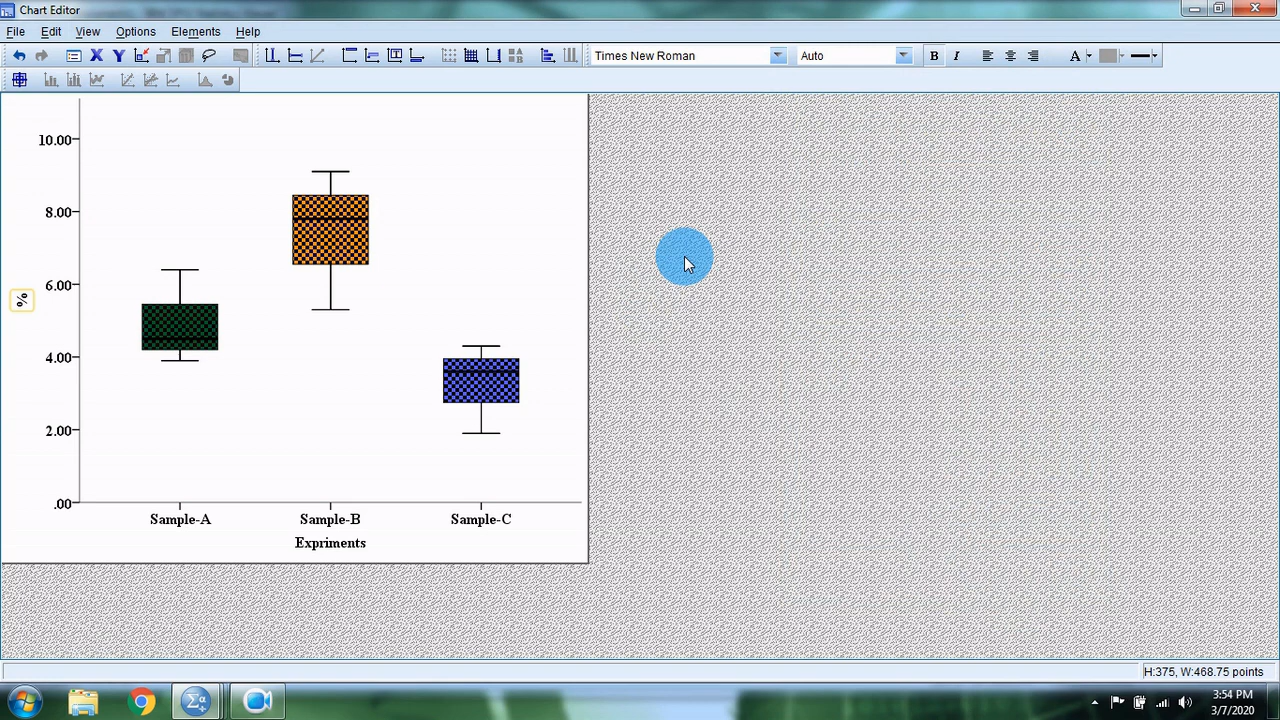 Chart Editor
File Edit View Options Elements Help
X Y Times New Roman Auto B I A
10.00
8.00
6.00
%
4.00
2.00
.00
Sample-A Sample-B Sample-C
Expriments
H:375, W:468.75 points
3:54 PM
3/7/2020